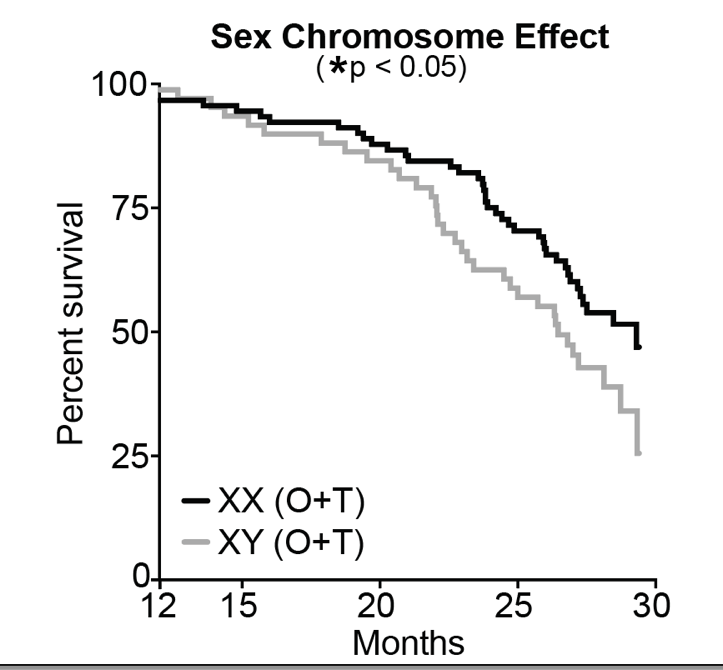 Sex Chromosome Effect
(*p < 0.05)
100
75
50
25
0
Percent survival
XX (O+T)
XY (O+T)
12 15 20 25 30
Months